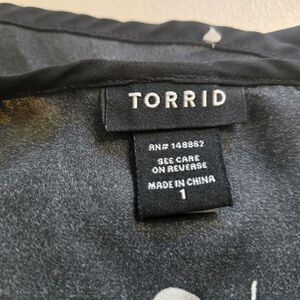 TORRID
RN# 148882
SEE CARE
ON REVERSE
MADE IN CHINA
1